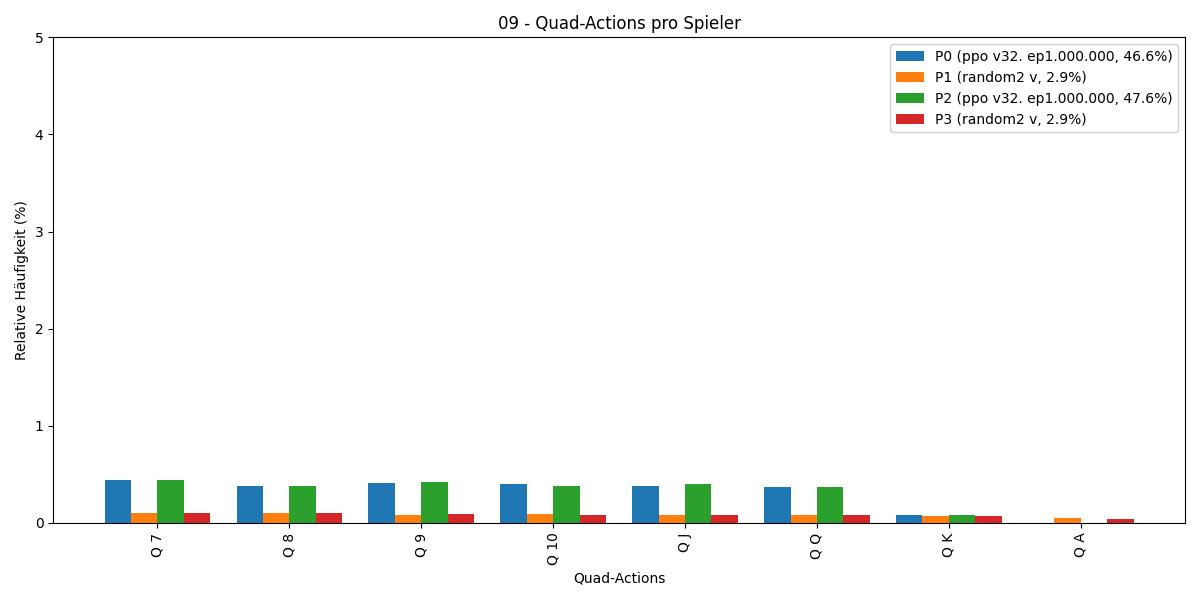 09 - Quad-Actions pro Spieler
P0 (ppo v32. ep1.000.000, 46.6%)
P1 (random2 v, 2.9%)
P2 (ppo v32. ep1.000.000, 47.6%)
P3 (random2 v, 2.9%)
Relative Häufigkeit (%)
5
4
3
2
1
0
Q 7
Q 8
Q 9
Q 10
Q J
Q Q
Q K
Q A
Quad-Actions